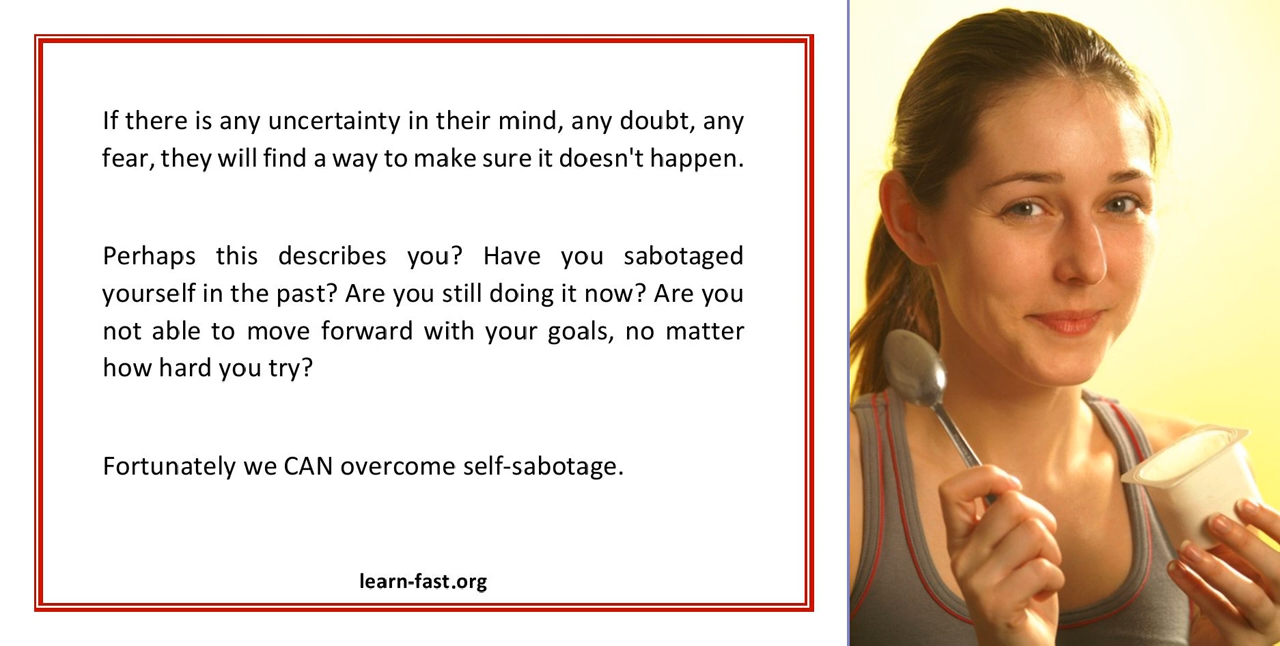 If there is any uncertainty in their mind, any doubt, any
fear, they will find a way to make sure it doesn't happen.
Perhaps this describes you? Have you sabotaged
yourself in the past? Are you still doing it now? Are you
not able to move forward with your goals, no matter
how hard you try?
Fortunately we CAN overcome self-sabotage.
learn-fast.org